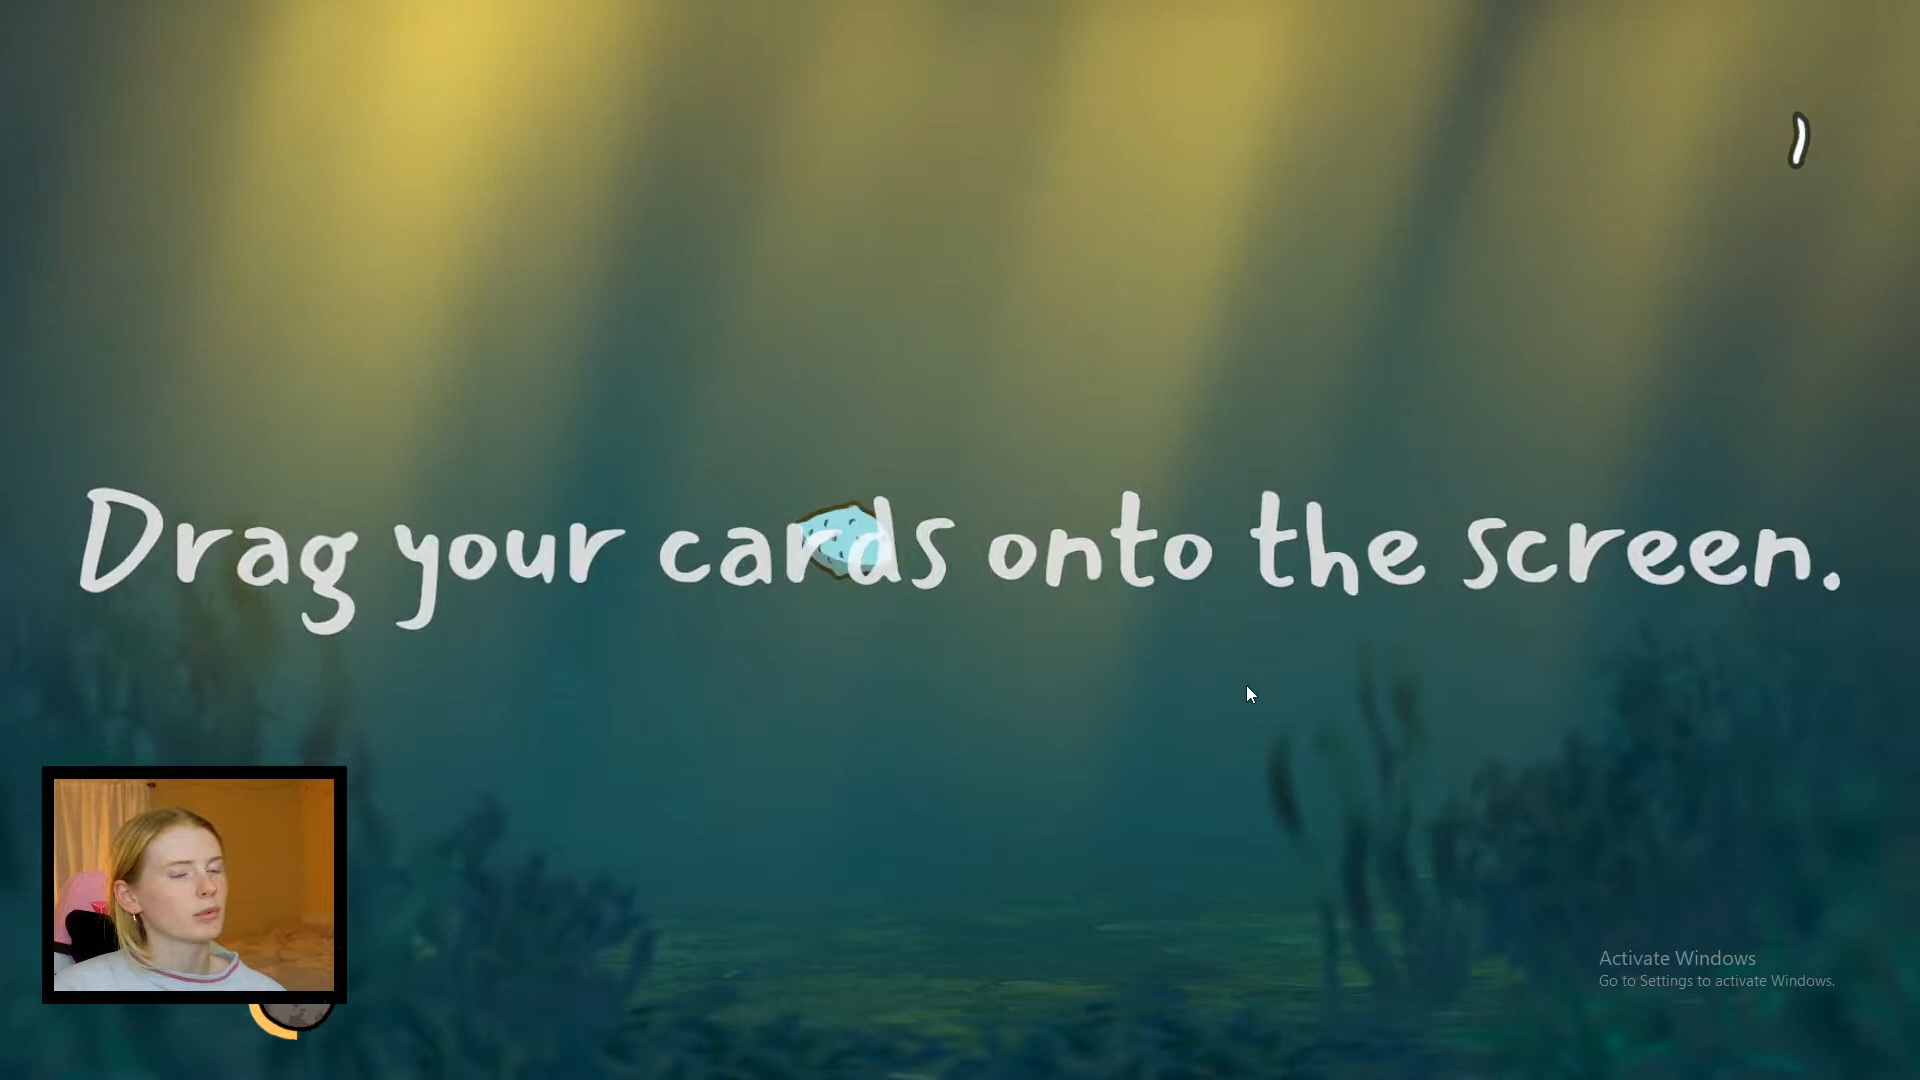 Drag your cards onto the screen.
Activate Windows
Go to Settings to activate Windows.